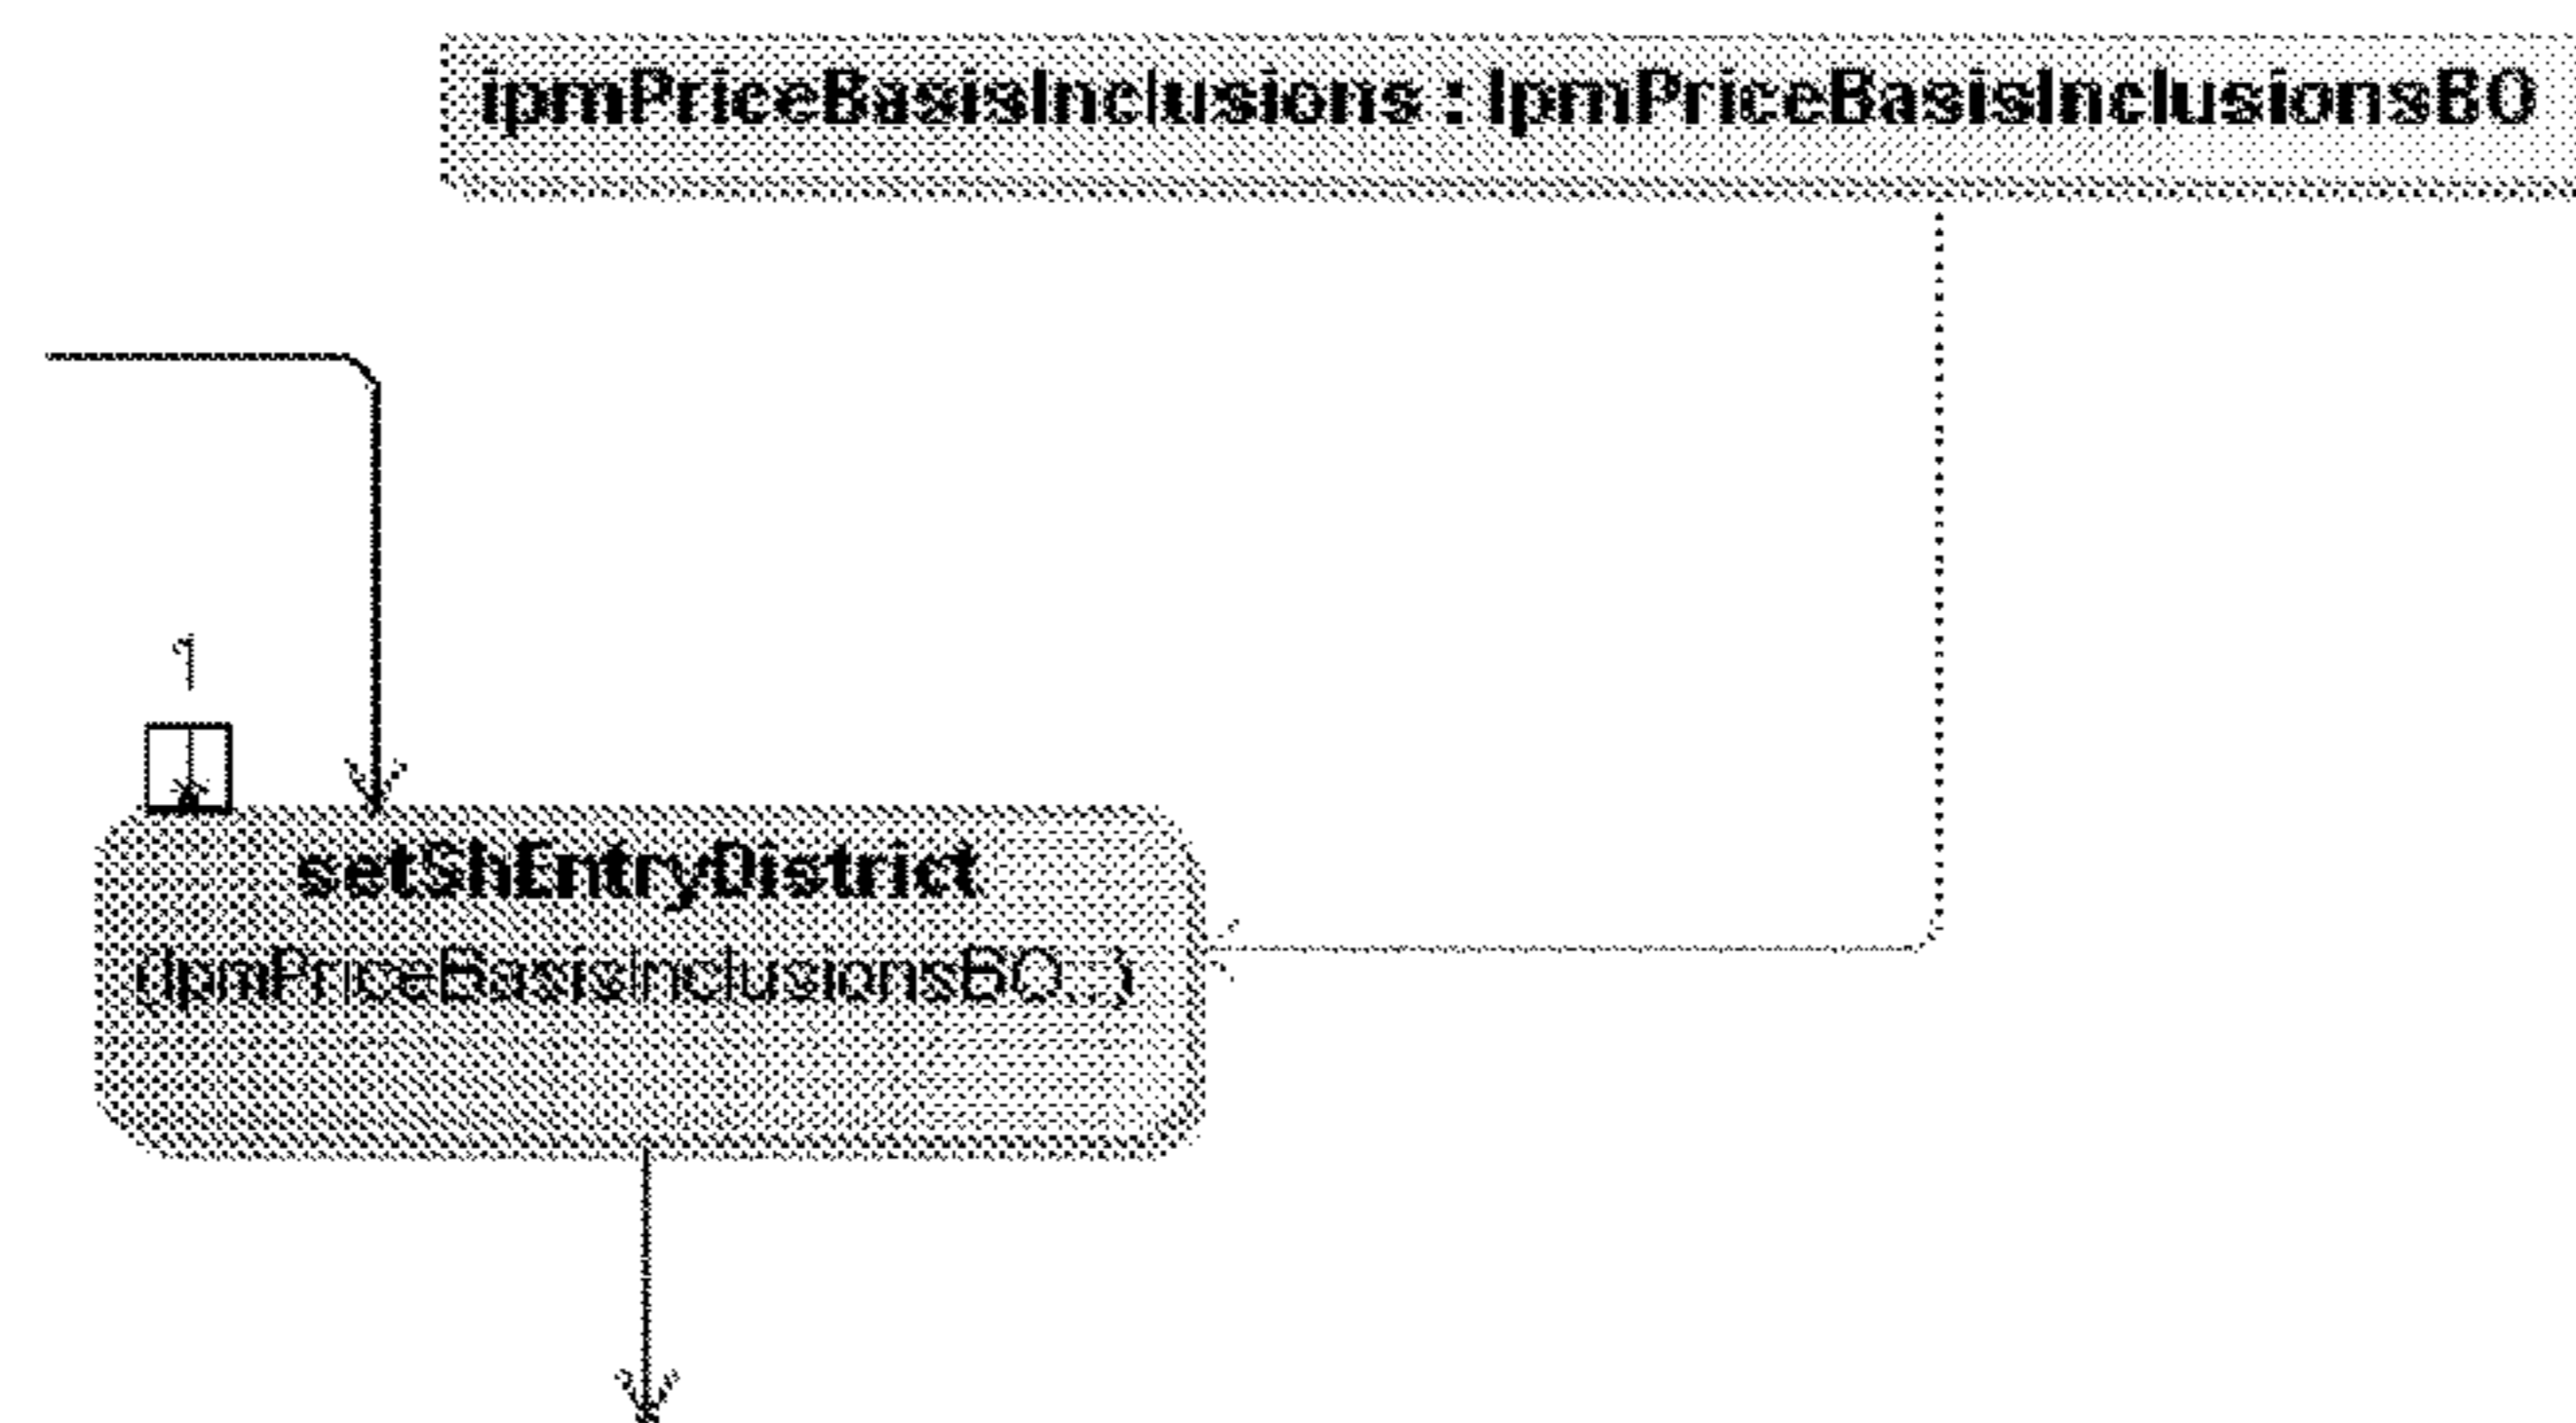 ipmPriceBasisInclusions : IpmPriceBasisInclusionsBO
1
setShEntryDistrict
(IpmPriceBasisInclusionsBO, )